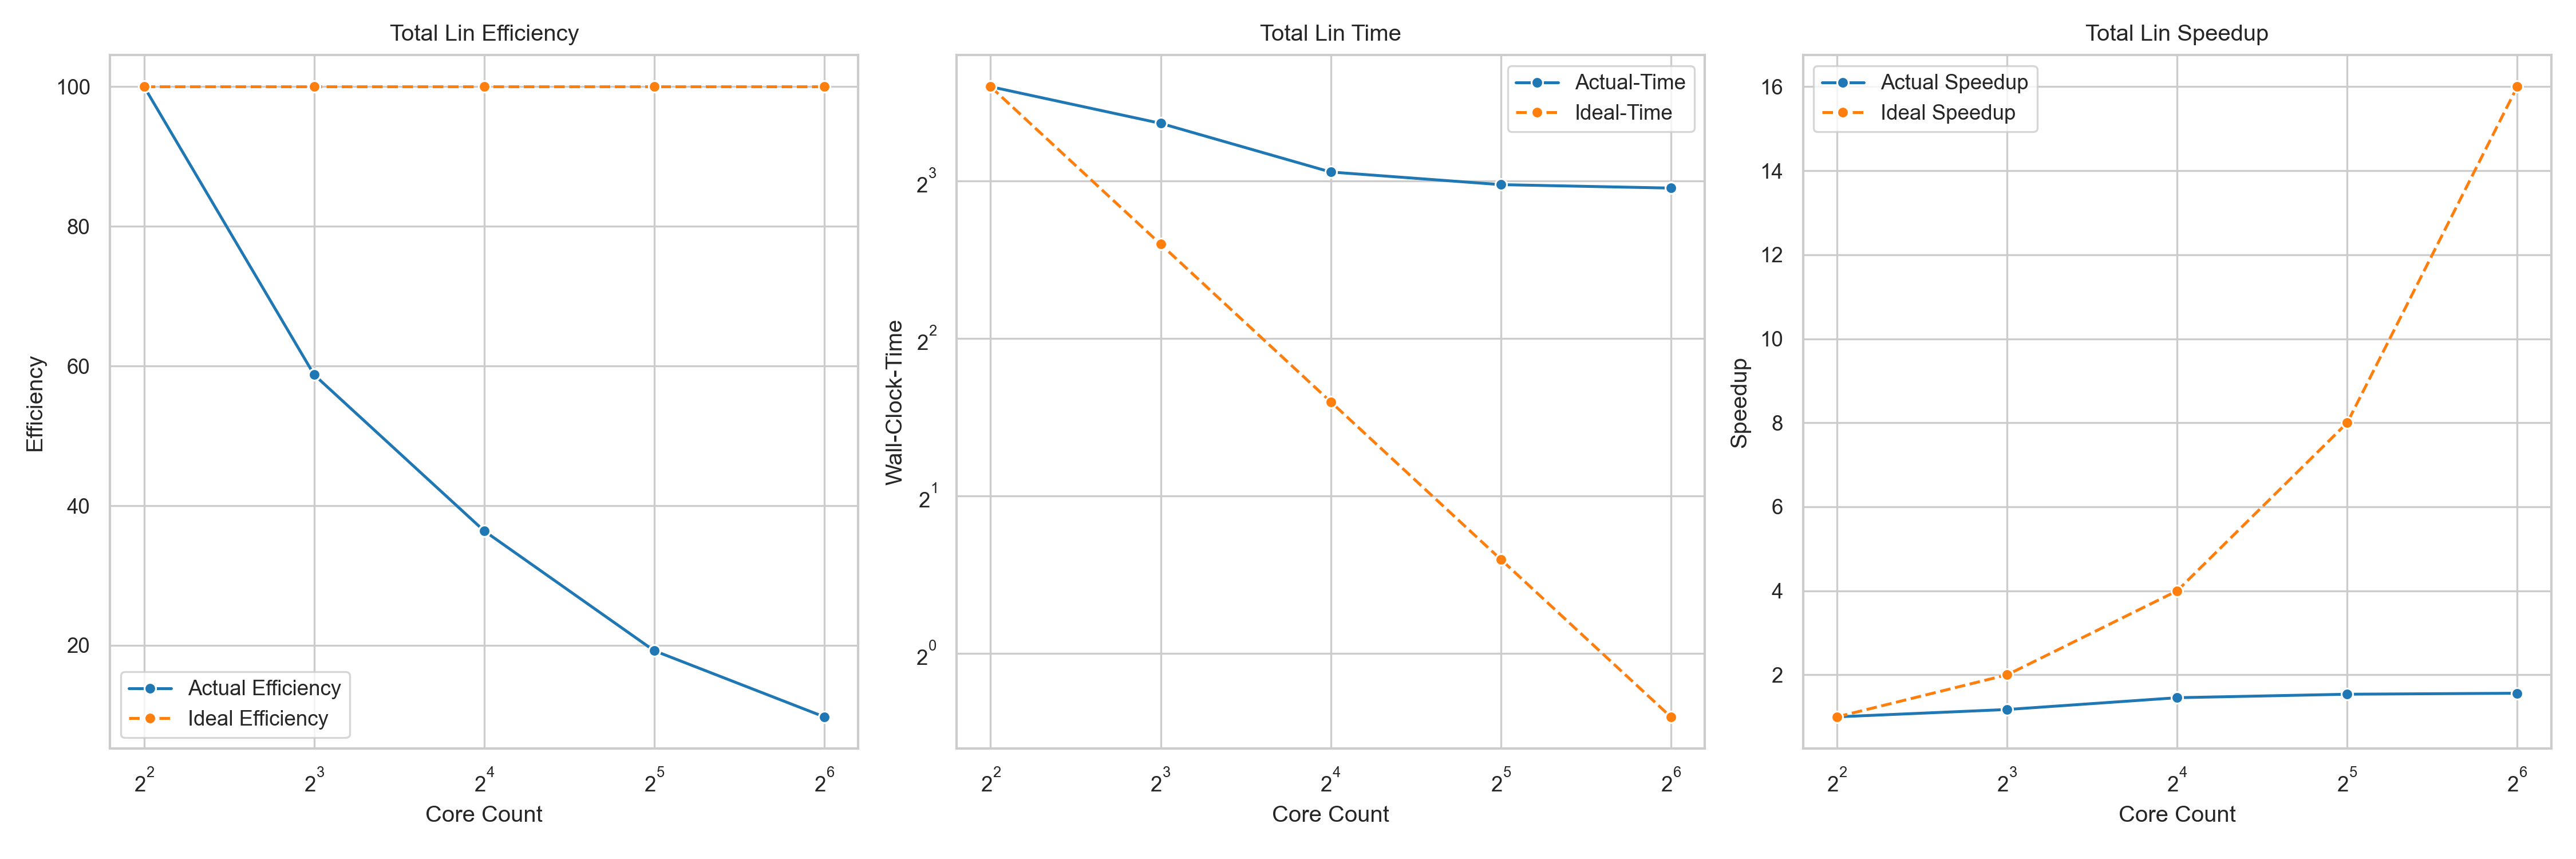 Total Lin Efficiency
Efficiency
100
80
60
40
20
Actual Efficiency
Ideal Efficiency
2^2 2^3 2^4 2^5 2^6
Core Count
Total Lin Time
Wall-Clock-Time
2^3
2^2
2^1
2^0
Actual-Time
Ideal-Time
2^2 2^3 2^4 2^5 2^6
Core Count
Total Lin Speedup
Speedup
16
14
12
10
8
6
4
2
Actual Speedup
Ideal Speedup
2^2 2^3 2^4 2^5 2^6
Core Count